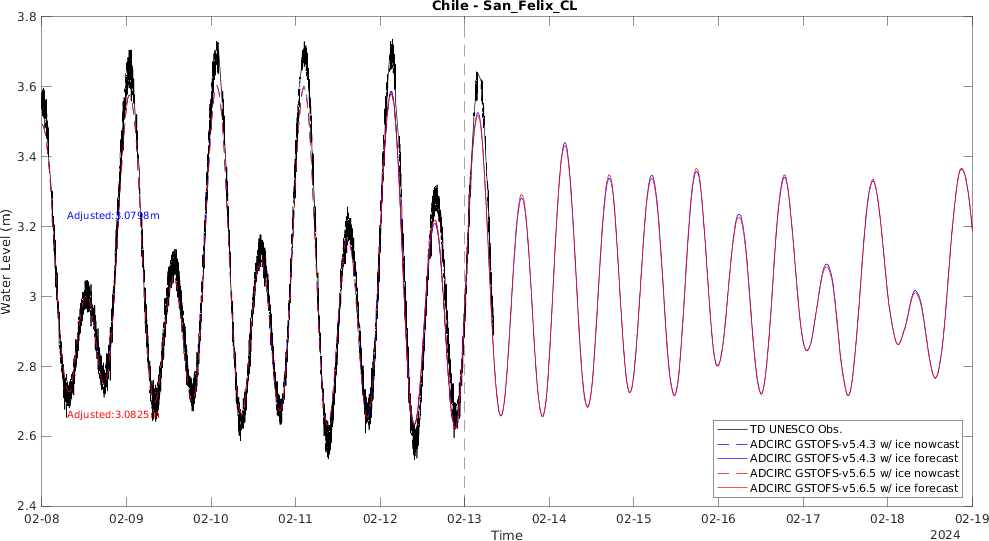 Chile - San_Felix_CL
3.8
3.6
3.4
3.2
3
2.8
2.6
2.4
Water Level (m)
Adjusted:3.0798m
Adjusted:3.0825m
TD UNESCO Obs.
ADCIRC GSTOFS-v5.4.3 w/ ice nowcast
ADCIRC GSTOFS-v5.4.3 w/ ice forecast
ADCIRC GSTOFS-v5.6.5 w/ ice nowcast
ADCIRC GSTOFS-v5.6.5 w/ ice forecast
02-08 02-09 02-10 02-11 02-12 02-13 02-14 02-15 02-16 02-17 02-18 02-19
Time
2024